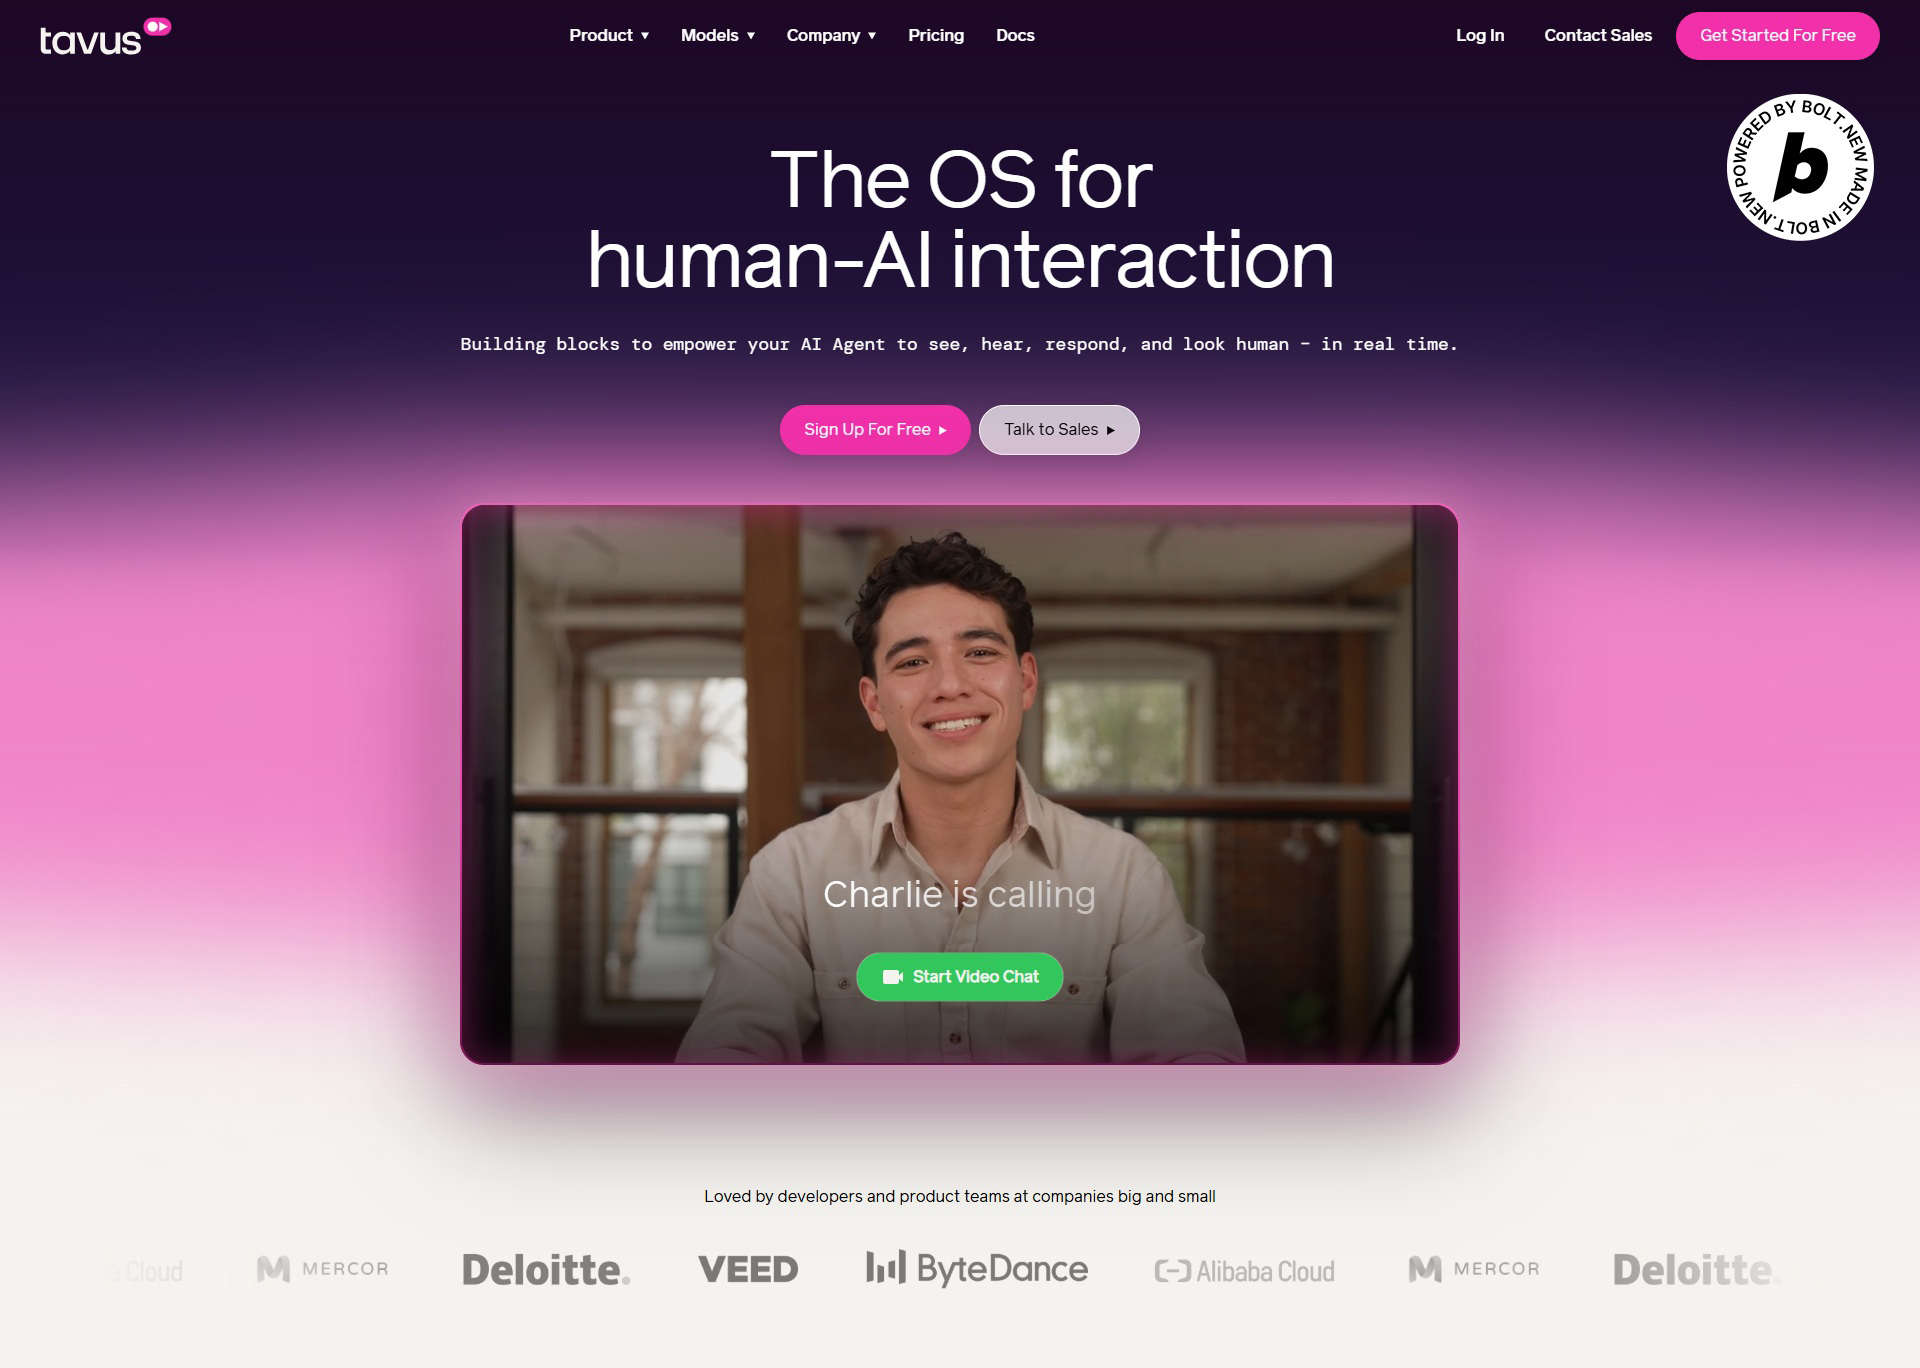 tavus
Product Models Company Pricing Docs
Log In Contact Sales Get Started For Free
POWERED BY BOLT.NEW MADE IN BOLT.NEW
b
The OS for
human-AI interaction
Building blocks to empower your AI Agent to see, hear, respond, and look human – in real time.
Sign Up For Free Talk to Sales
Charlie is calling
Start Video Chat
Loved by developers and product teams at companies big and small
Cloud MERCOR Deloitte. VEED ByteDance Alibaba Cloud MERCOR Deloitte.